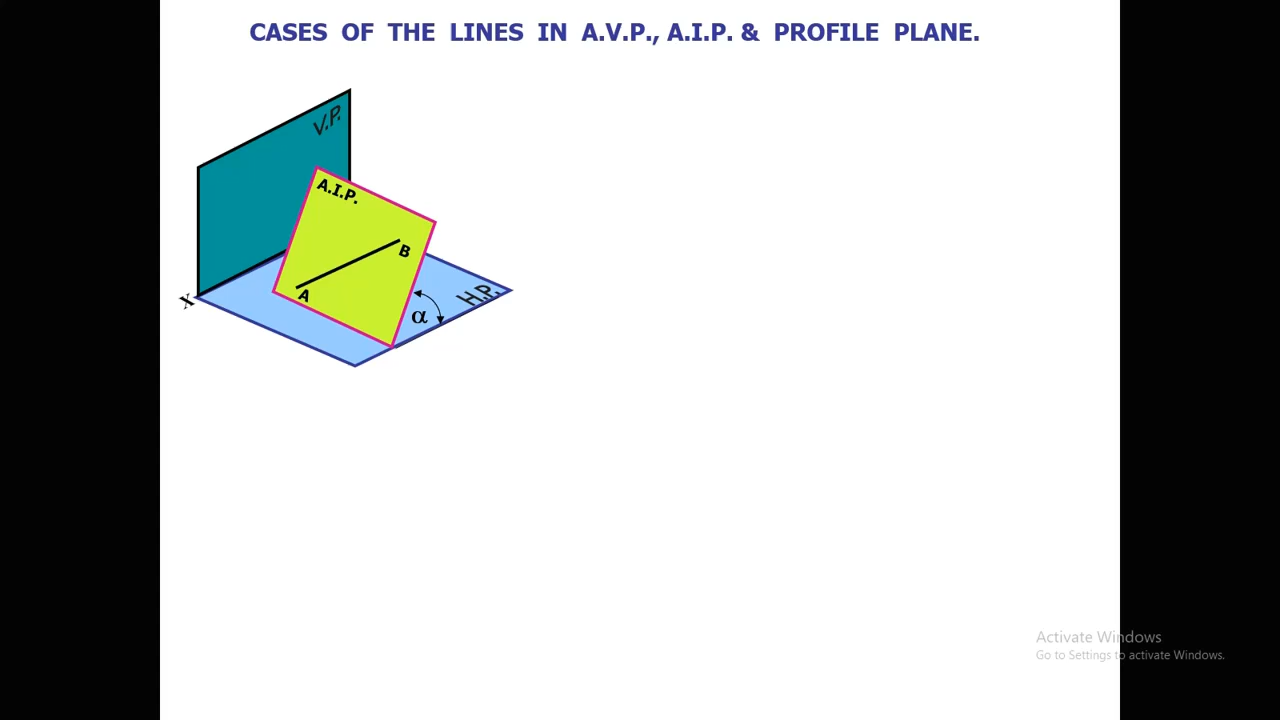 CASES OF THE LINES IN A.V.P., A.I.P. & PROFILE PLANE.
V.P.
A.I.P.
B
A
X
H.P.
α
Activate Windows
Go to Settings to activate Windows.